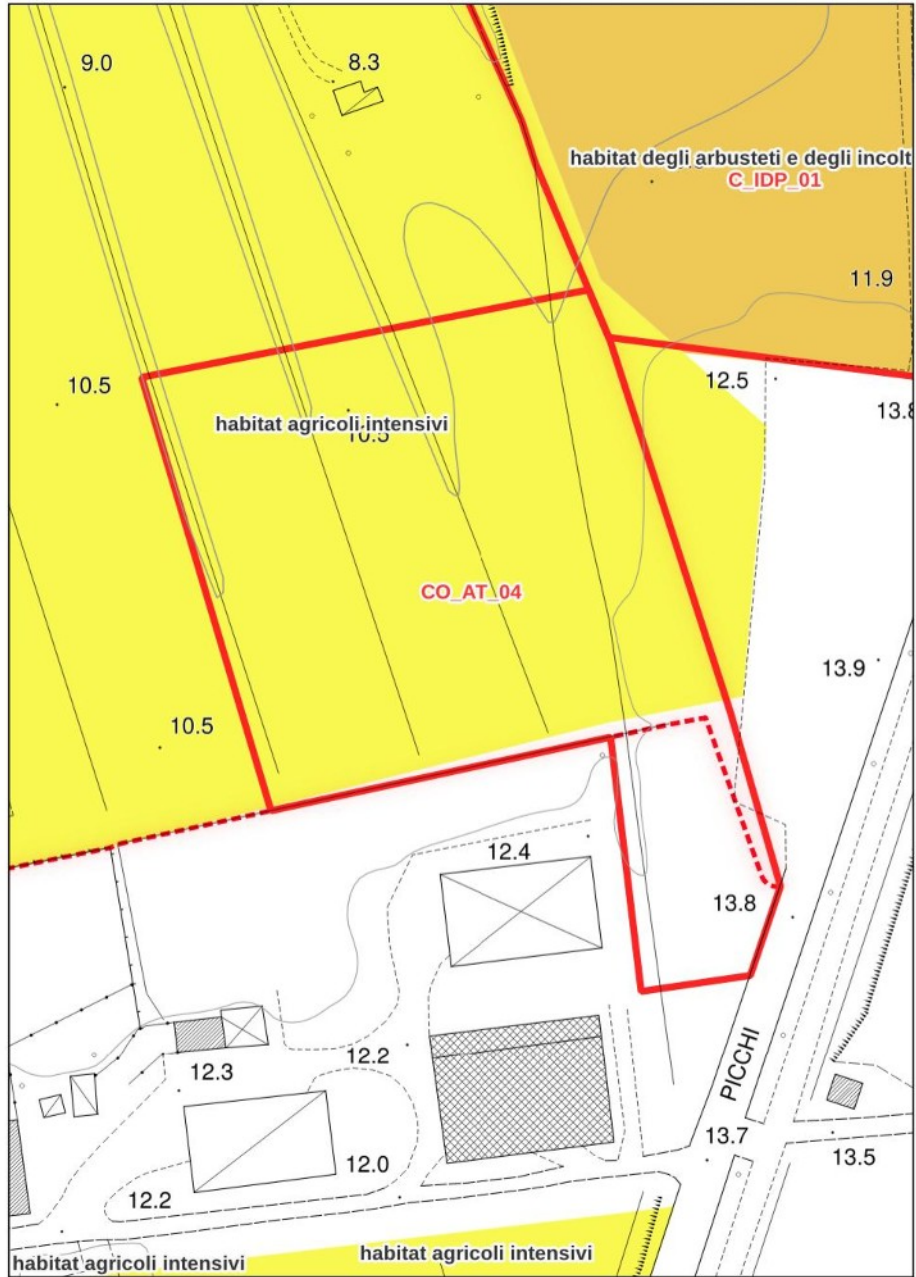 9.0
8.3
habitat degli arbusteti e degli incolt
C_IDP_01
11.9
10.5
12.5
13.8
habitat agricoli intensivi
10.5
CO_AT_04
13.9
10.5
12.4
13.8
12.2
12.3
PICCHI
13.7
12.0
13.5
12.2
habitat agricoli intensivi
habitat agricoli intensivi